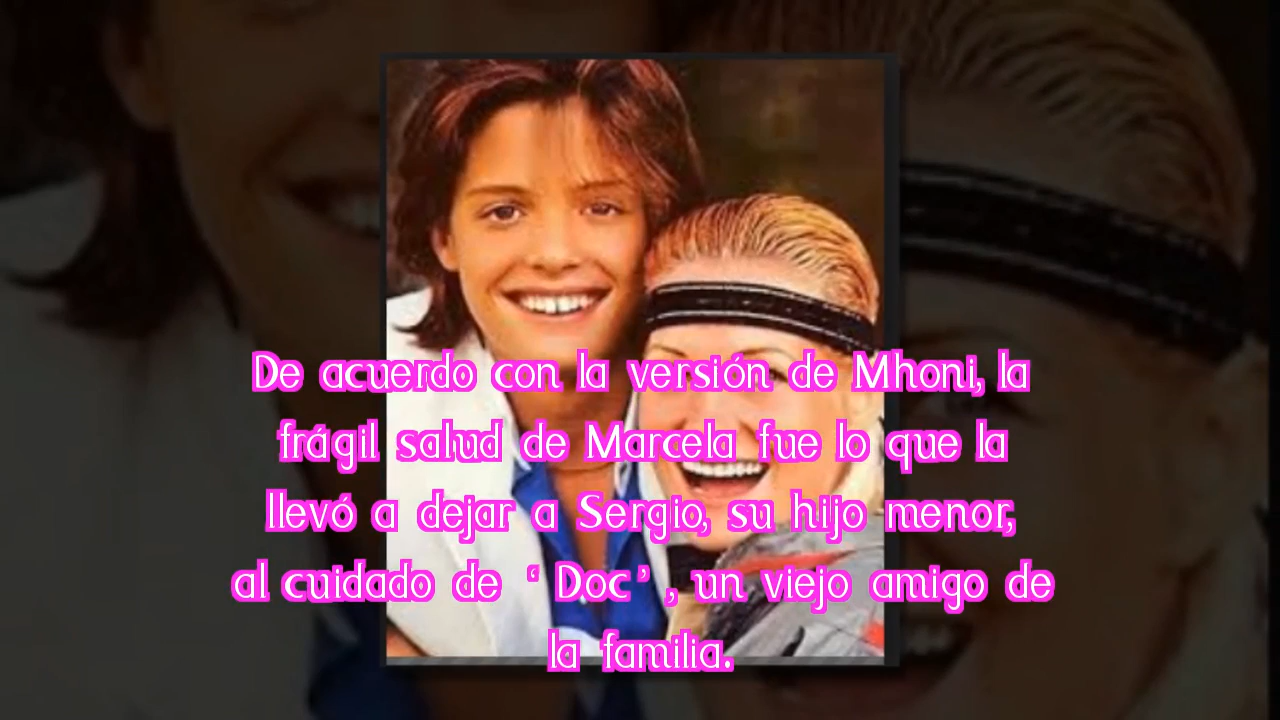 De acuerdo con la versión de Mhoni, la
frágil salud de Marcela fue lo que la
llevó a dejar a Sergio, su hijo menor,
al cuidado de ‘Doc’, un viejo amigo de
la familia.